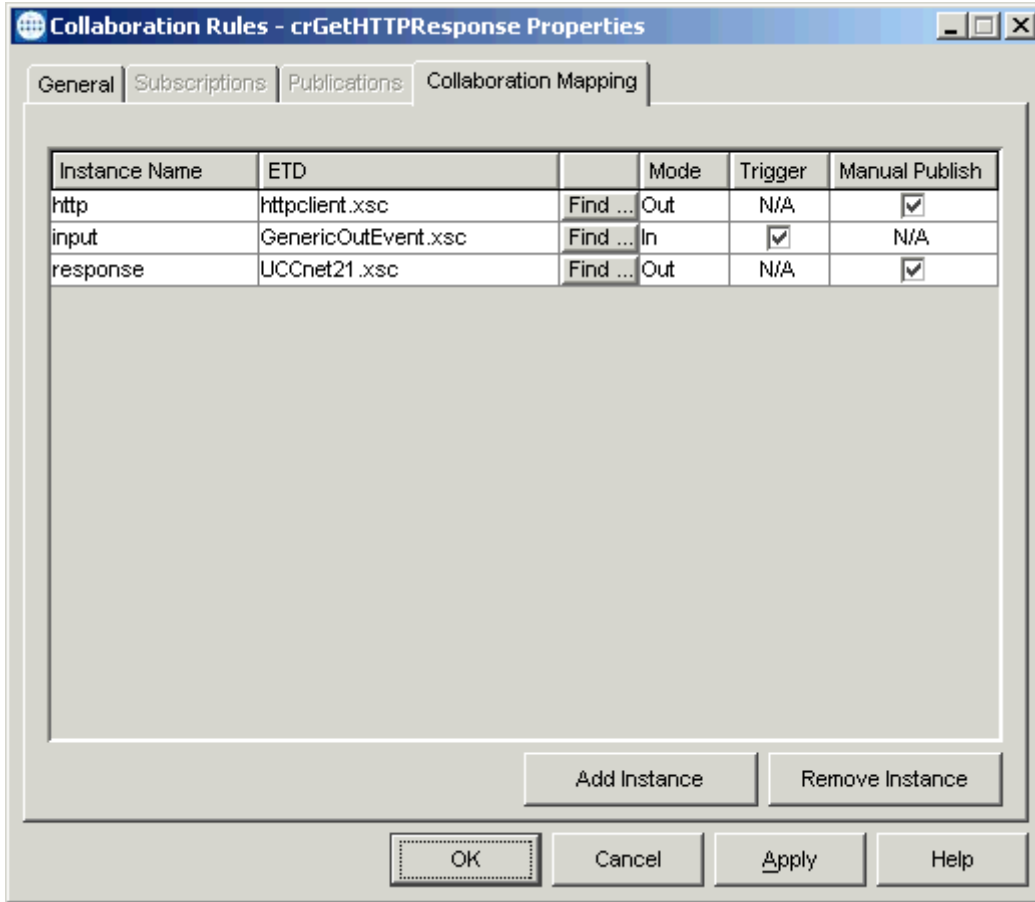 Collaboration Rules - crGetHTTPResponse Properties
General Subscriptions Publications Collaboration Mapping
Instance Name ETD Mode Trigger Manual Publish
http httpclient.xsc Find ... Out N/A
input GenericOutEvent.xsc Find ... In N/A
response UCCnet21.xsc Find ... Out N/A
Add Instance Remove Instance
OK Cancel Apply Help